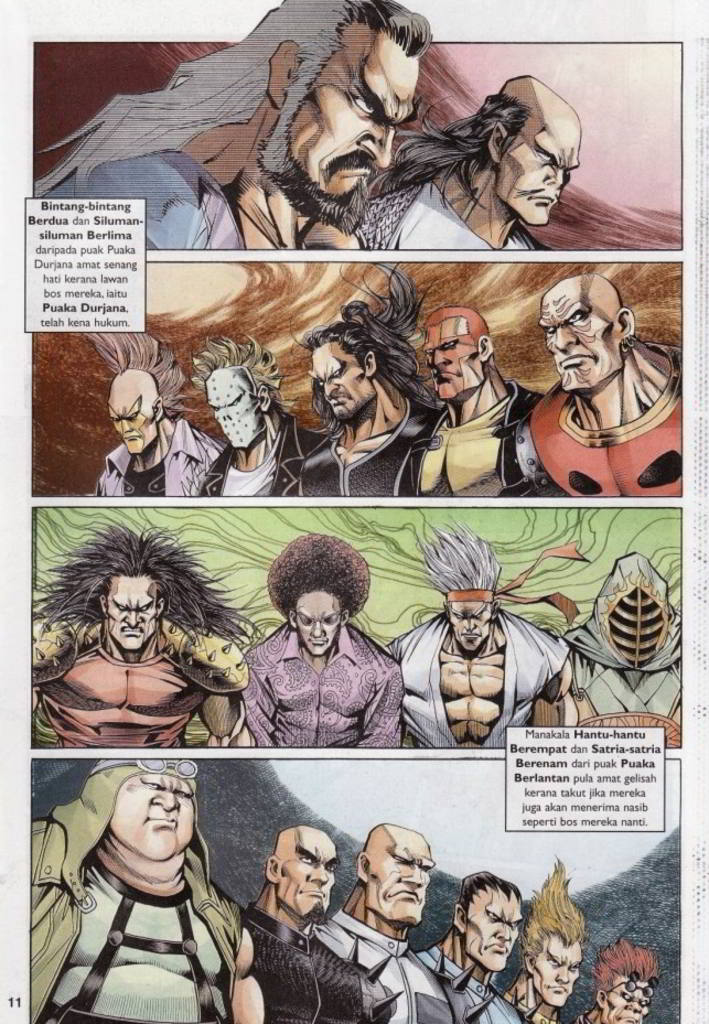 Bintang-bintang
Berdua dan Siluman-
siluman Berlima
daripada puak Puaka
Durjana amat senang
hati kerana lawan
bos mereka, iaitu
Puaka Durjana,
telah kena hukum.
Manakala Hantu-hantu
Berempat dan Satria-satria
Berenam dari puak Puaka
Berlantan pula amat gelisah
kerana takut jika mereka
juga akan menerima nasib
seperti bos mereka nanti.
11